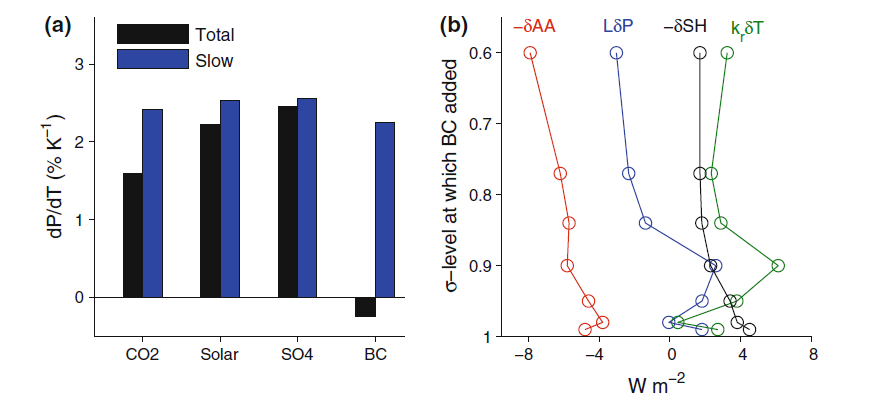 (a)
Total
Slow
3
2
1
0
dP/dT (% K⁻¹)
CO2 Solar SO4 BC
(b)
−δAA LδP −δSH kᵣδT
0.6
0.7
0.8
0.9
1
σ−level at which BC added
−8 −4 0 4 8
W m⁻²